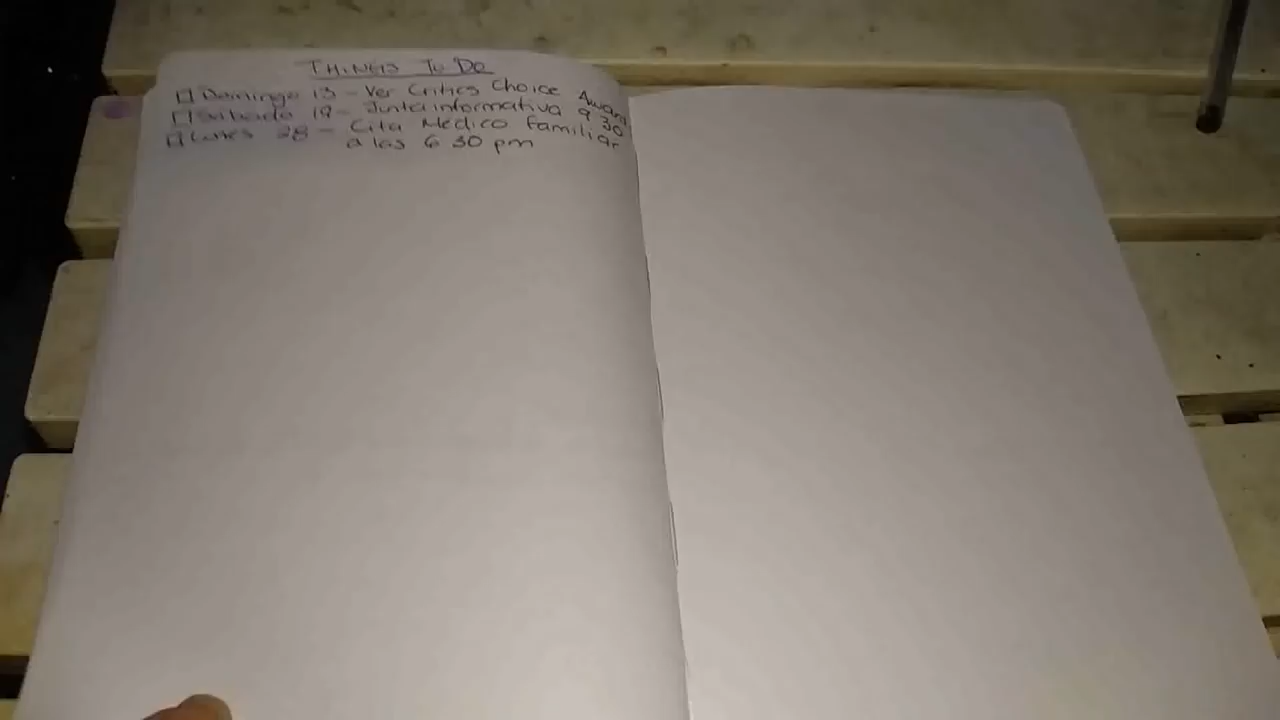 THINGS TO DO
Domingo 13 - Ver Critics Choice Award
Sabado 19 - Junta informativa 9 30
Lunes 28 - Cita Medico Familiar
a las 6 30 pm